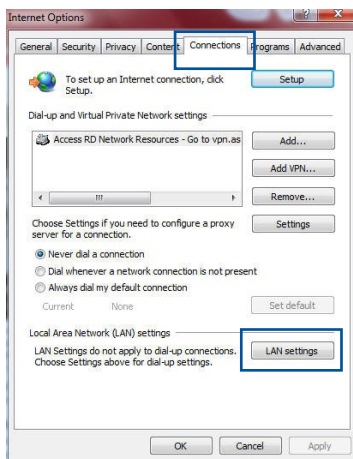 Internet Options
General Security Privacy Content Connections Programs Advanced
To set up an Internet connection, click
Setup.
Setup
Dial-up and Virtual Private Network settings
Access RD Network Resources - Go to vpn.as
Add...
Add VPN...
Remove...
Choose Settings if you need to configure a proxy
server for a connection.
Settings
Never dial a connection
Dial whenever a network connection is not present
Always dial my default connection
Current None
Set default
Local Area Network (LAN) settings
LAN Settings do not apply to dial-up connections.
Choose Settings above for dial-up settings.
LAN settings
OK Cancel Apply